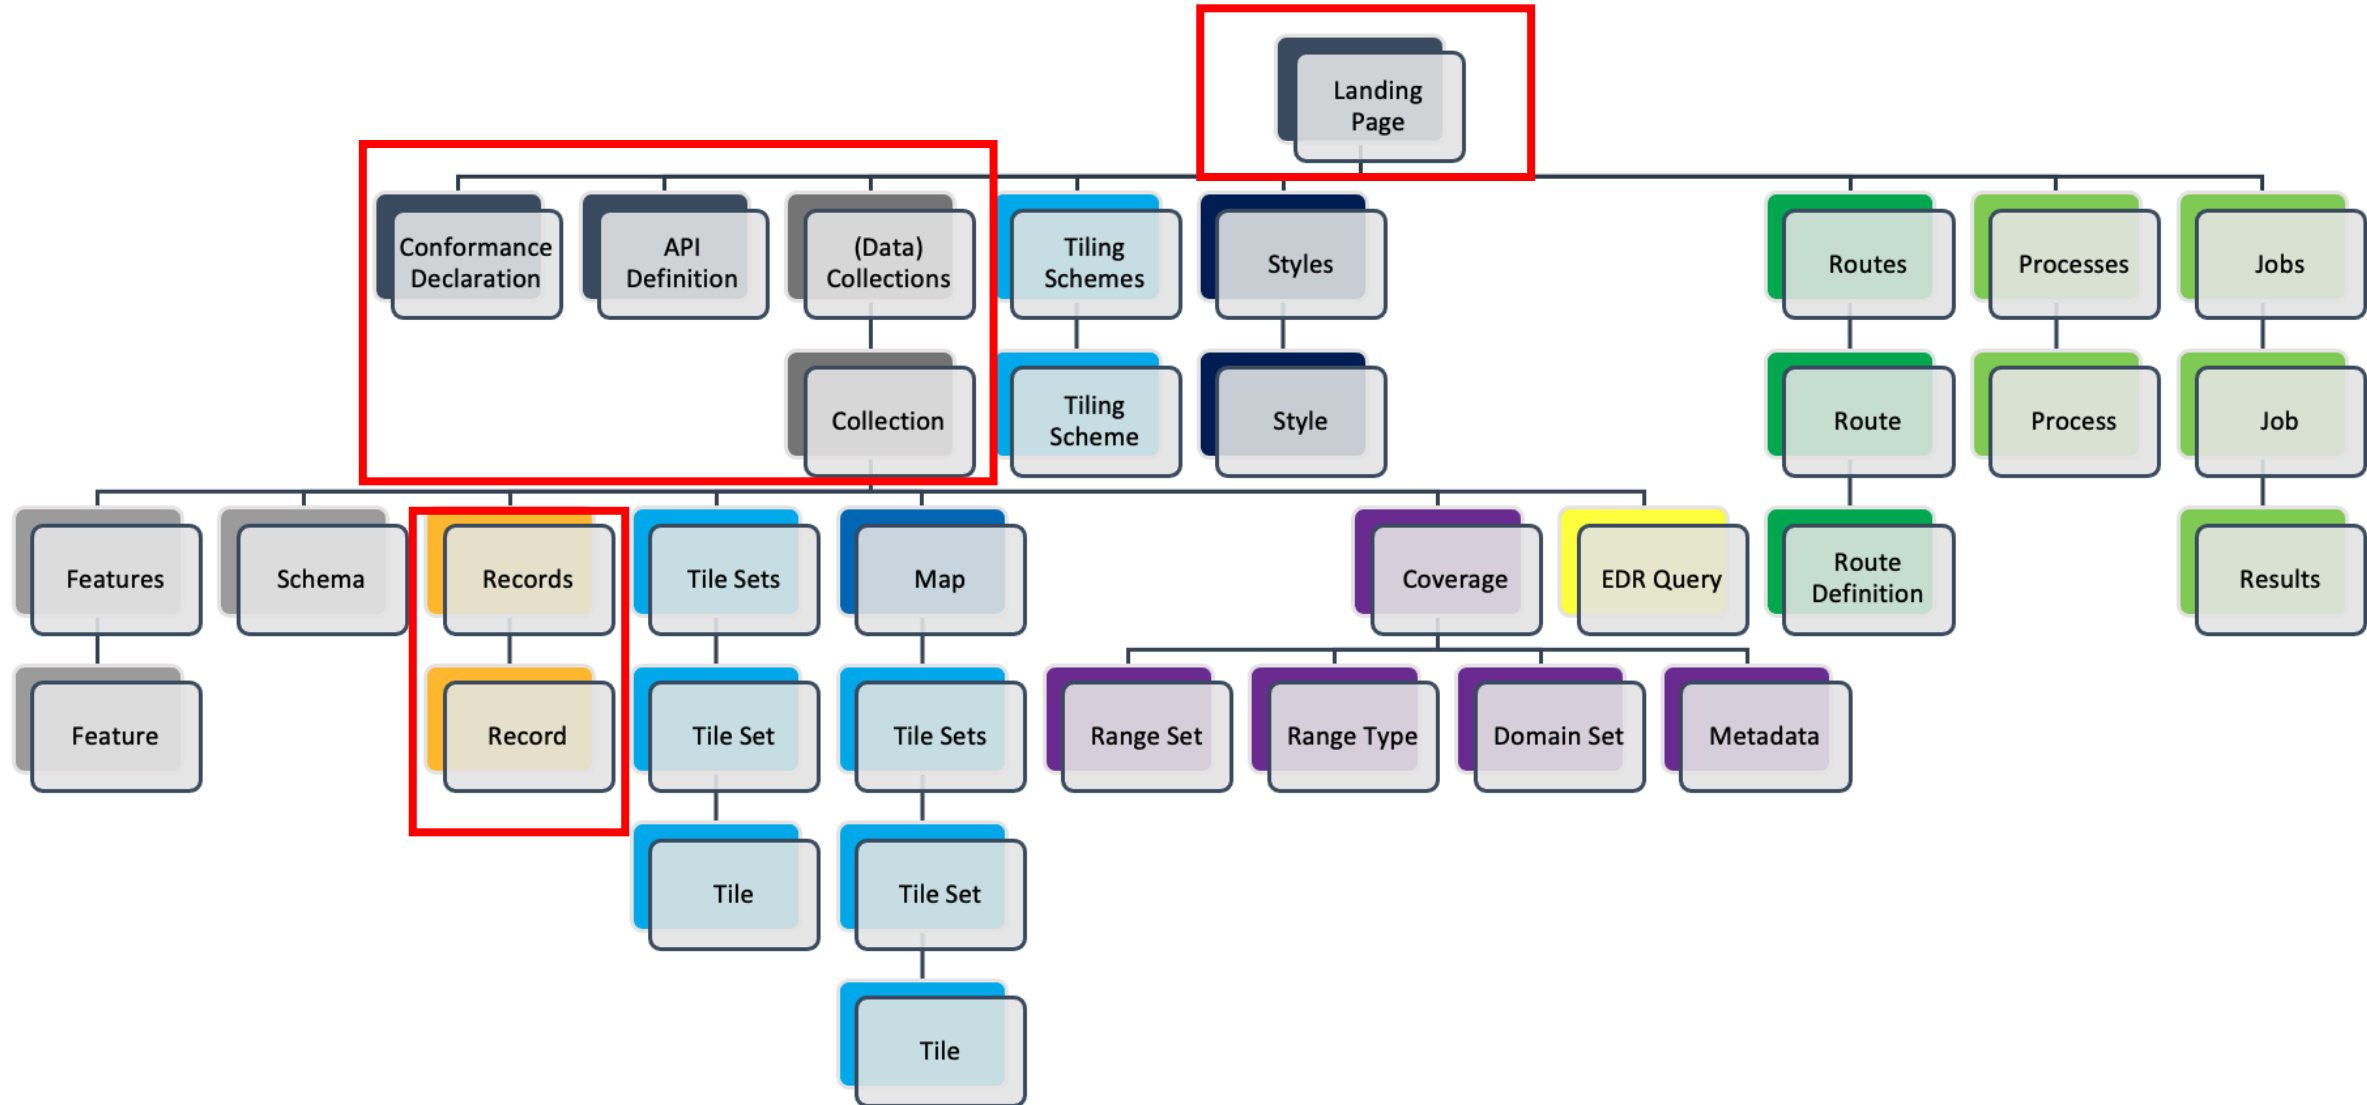 Landing
Page
Conformance
Declaration
API
Definition
(Data)
Collections
Tiling
Schemes
Styles
Routes
Processes
Jobs
Collection
Tiling
Scheme
Style
Route
Process
Job
Features
Schema
Records
Tile Sets
Map
Coverage
EDR Query
Route
Definition
Results
Feature
Record
Tile Set
Tile Sets
Range Set
Range Type
Domain Set
Metadata
Tile
Tile Set
Tile